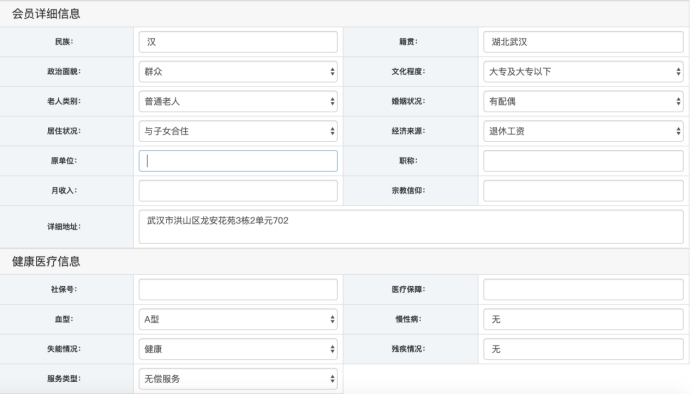 会员详细信息
民族： 汉 籍贯： 湖北武汉
政治面貌： 群众 文化程度： 大专及大专以下
老人类别： 普通老人 婚姻状况： 有配偶
居住状况： 与子女合住 经济来源： 退休工资
原单位： 职称：
月收入： 宗教信仰：
详细地址： 武汉市洪山区龙安花苑3栋2单元702
健康医疗信息
社保号： 医疗保障：
血型： A型 慢性病： 无
失能情况： 健康 残疾情况： 无
服务类型： 无偿服务